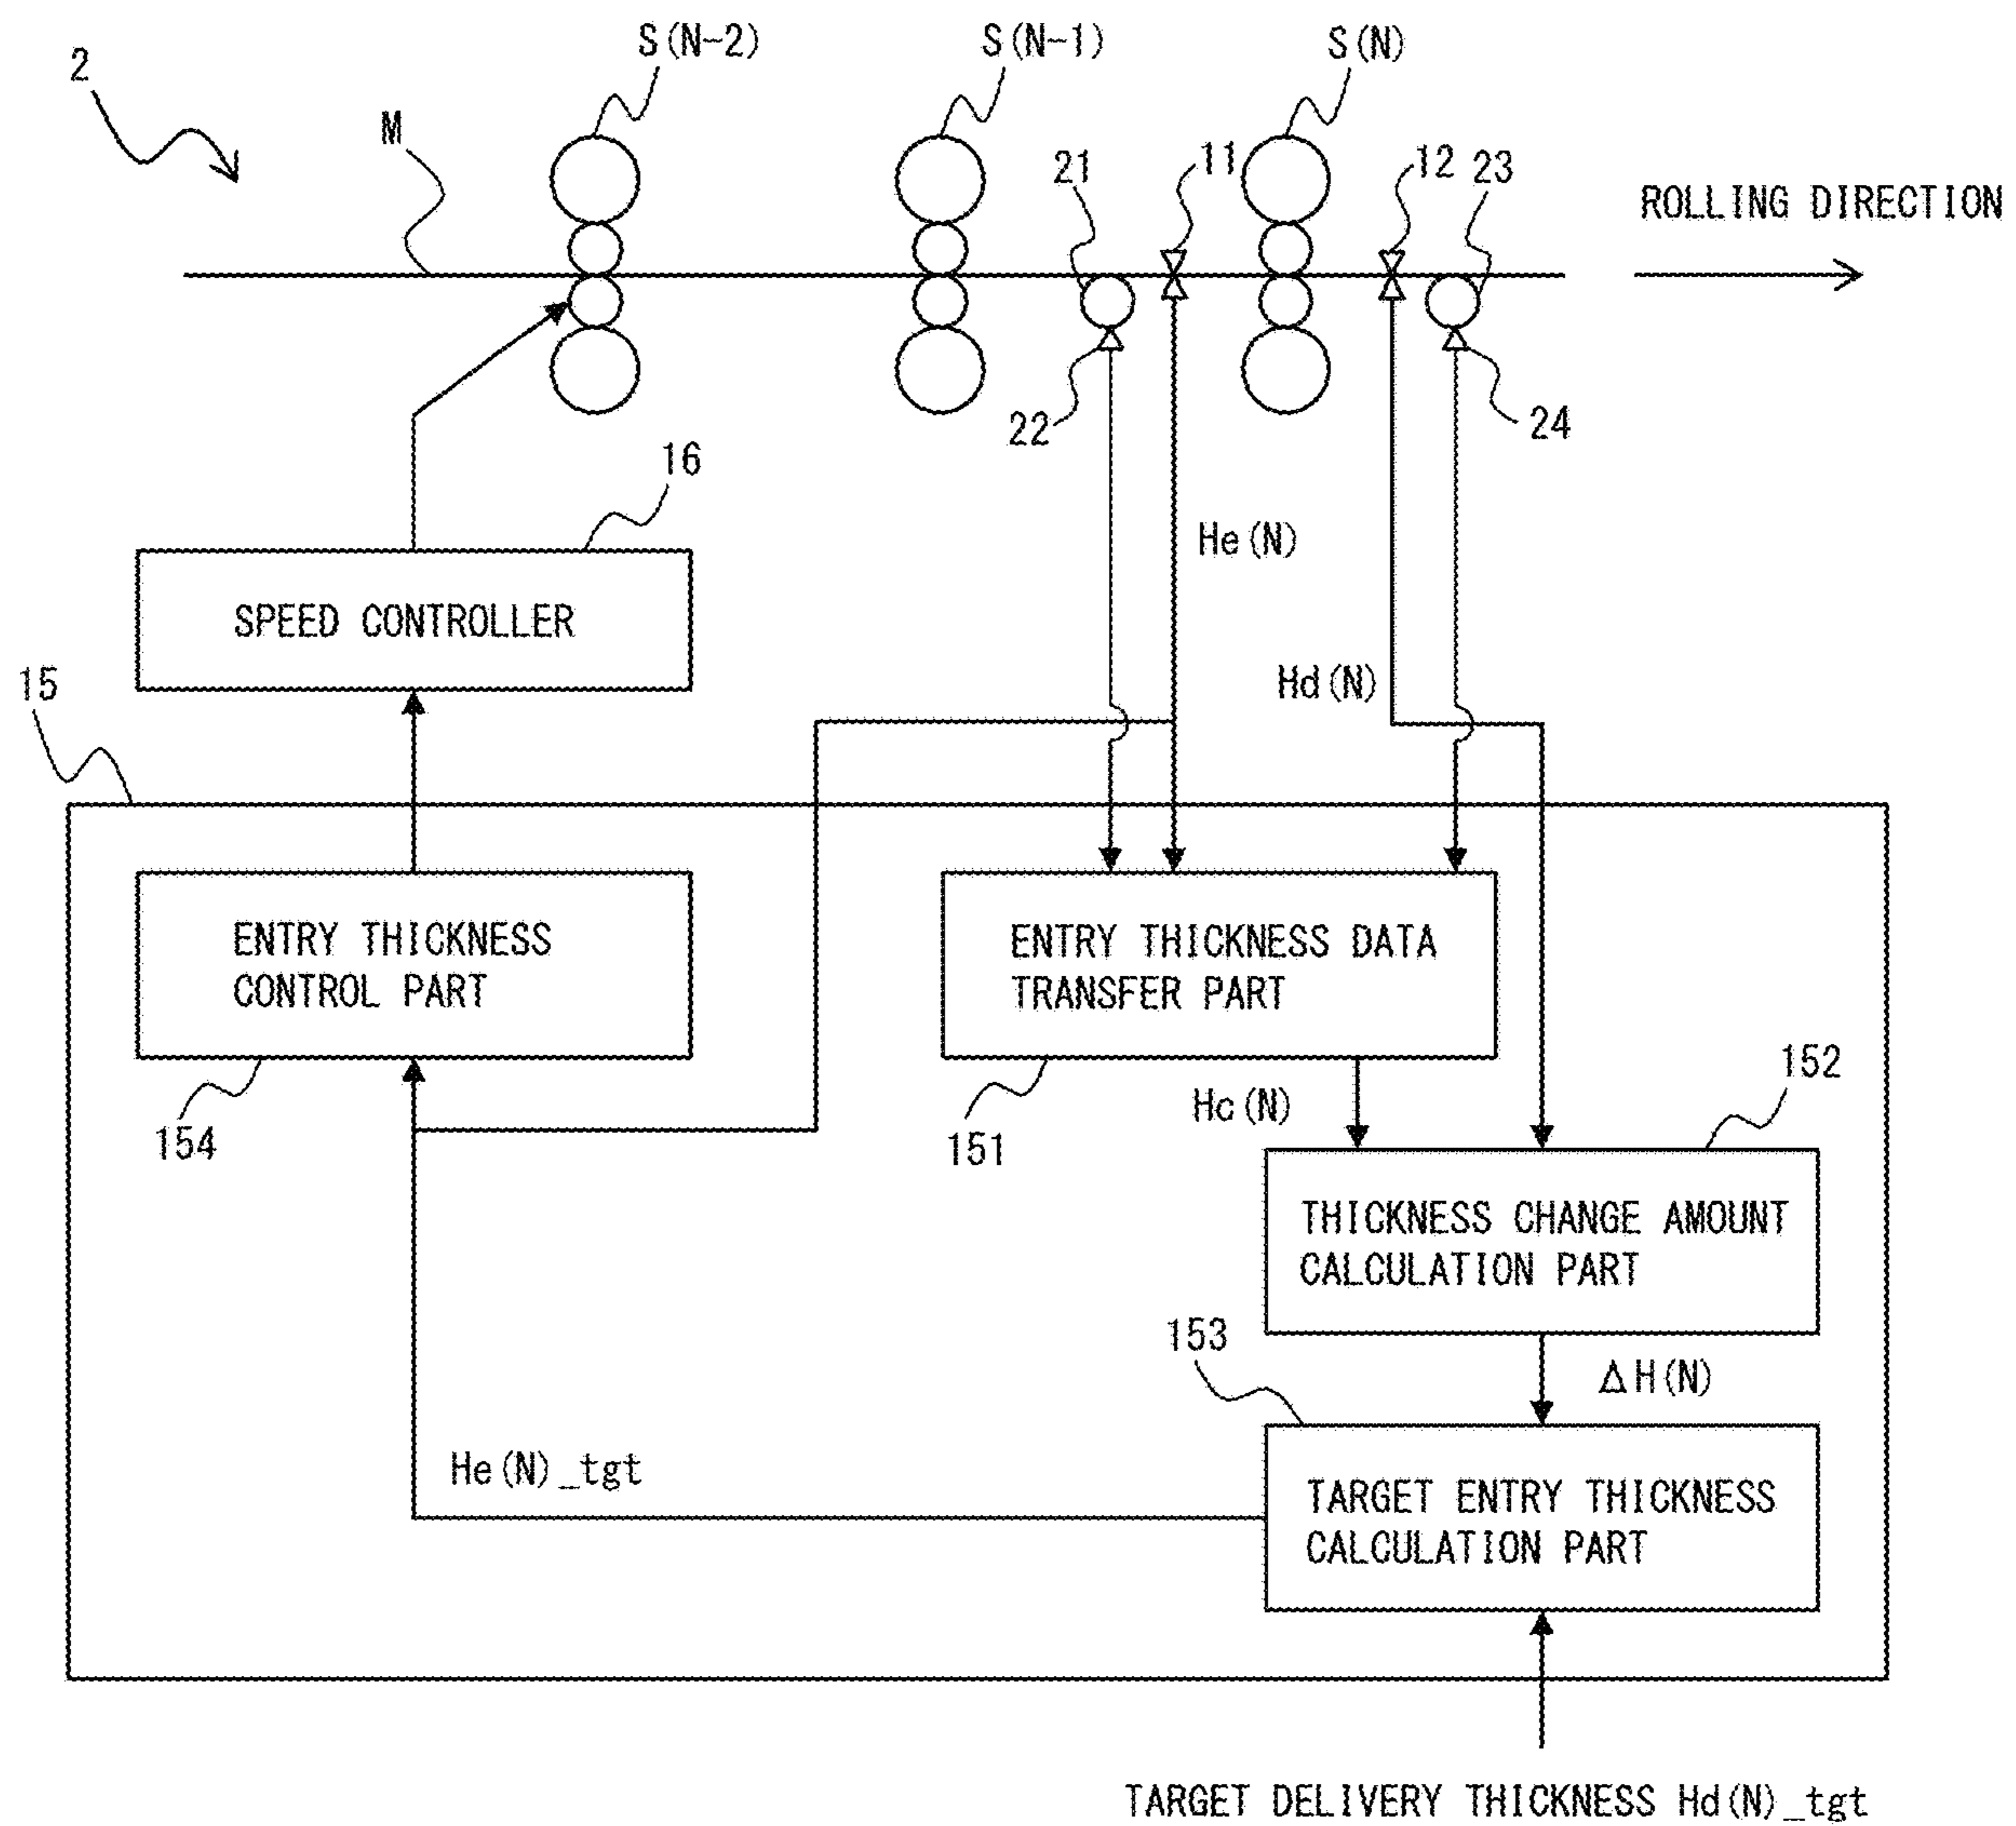 S(N-2)
S(N-1)
S(N)
2
M
21
11
12
23
ROLLING DIRECTION
22
24
16
He(N)
SPEED CONTROLLER
Hd(N)
15
ENTRY THICKNESS
CONTROL PART
ENTRY THICKNESS DATA
TRANSFER PART
154
151
Hc(N)
152
THICKNESS CHANGE AMOUNT
CALCULATION PART
153
ΔH(N)
He(N)_tgt
TARGET ENTRY THICKNESS
CALCULATION PART
TARGET DELIVERY THICKNESS Hd(N)_tgt